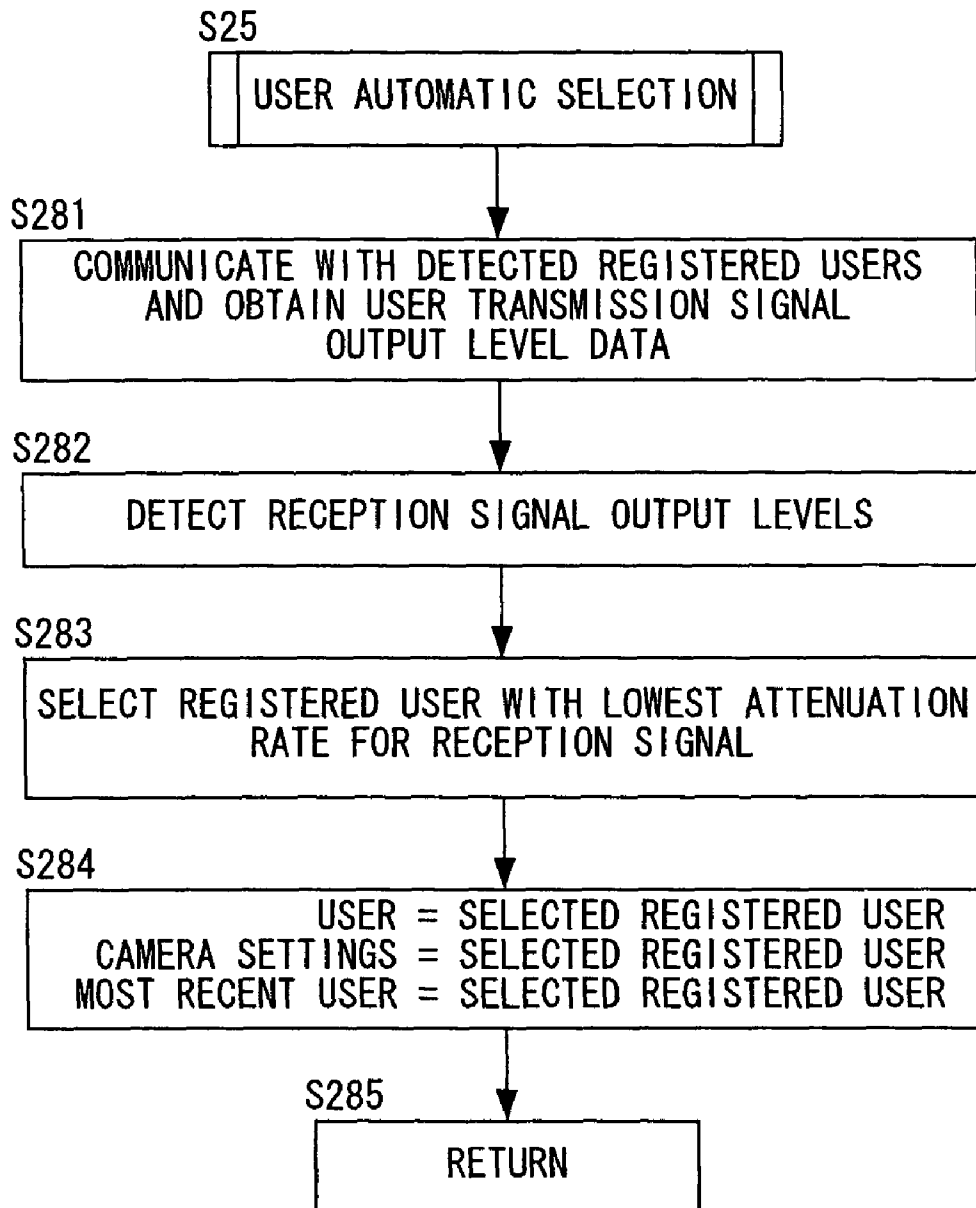 S25
USER AUTOMATIC SELECTION
S281
COMMUNICATE WITH DETECTED REGISTERED USERS
AND OBTAIN USER TRANSMISSION SIGNAL
OUTPUT LEVEL DATA
S282
DETECT RECEPTION SIGNAL OUTPUT LEVELS
S283
SELECT REGISTERED USER WITH LOWEST ATTENUATION
RATE FOR RECEPTION SIGNAL
S284
USER = SELECTED REGISTERED USER
CAMERA SETTINGS = SELECTED REGISTERED USER
MOST RECENT USER = SELECTED REGISTERED USER
S285
RETURN